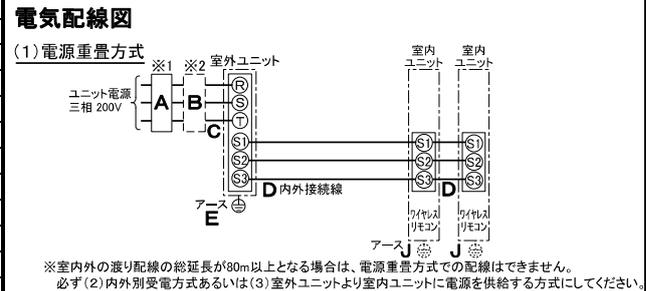 電気配線図
(1)電源重畳方式
※1 ※2 室外ユニット 室内ユニット 室内ユニット
ユニット電源
三相 200V
A B C
R
S
T
S1 S1 S1
S2 S2 S2
S3 S3 D S3
D 内外接続線
アース
E
ワイヤレスリモコン ワイヤレスリモコン
アース J J
※室内外の渡り配線の総延長が80m以上となる場合は、電源重畳方式での配線はできません。
必ず(2)内外別受電方式あるいは(3)室外ユニットより室内ユニットに電源を供給する方式にしてください。